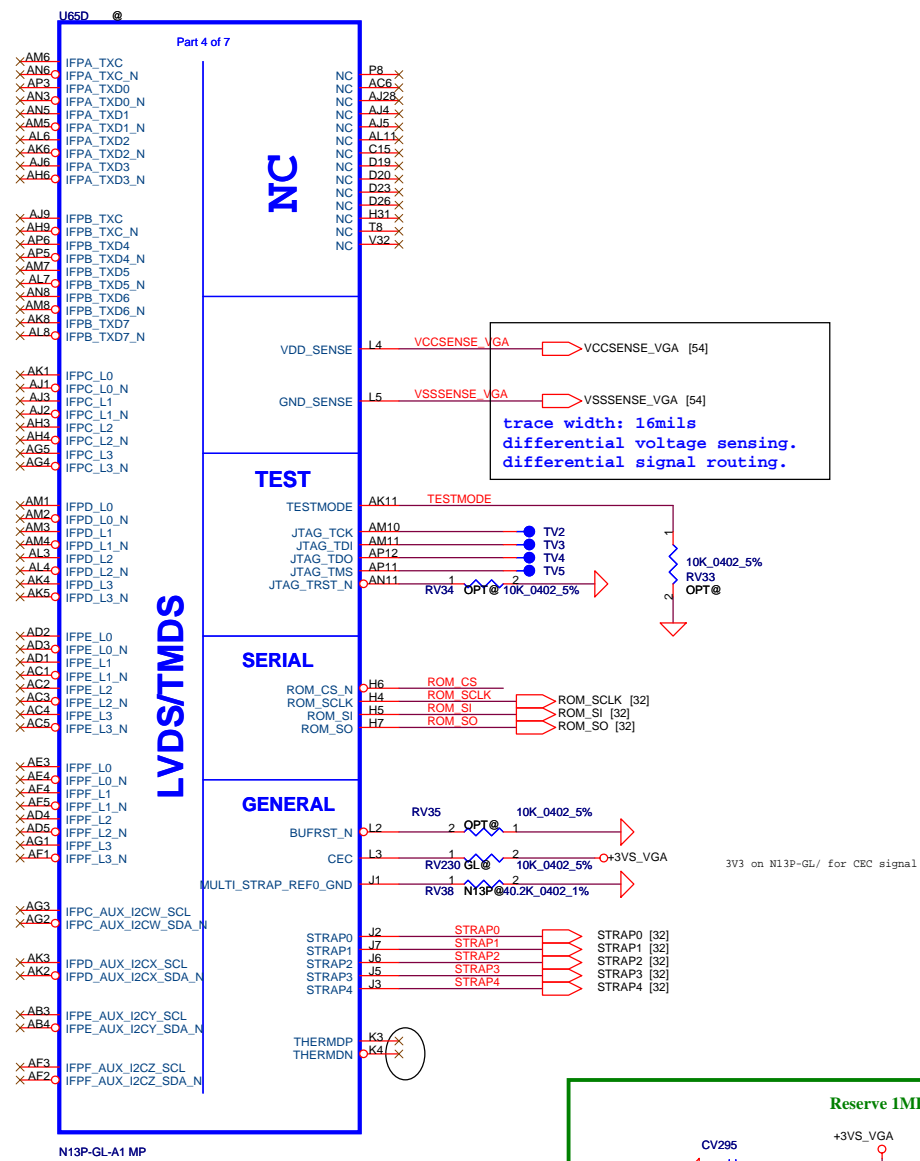 U65D @
Part 4 of 7
AM6 IFPA_TXC
AN6 IFPA_TXC_N
AP3 IFPA_TXD0
AN3 IFPA_TXD0_N
AN5 IFPA_TXD1
AM5 IFPA_TXD1_N
AL6 IFPA_TXD2
AK6 IFPA_TXD2_N
AJ6 IFPA_TXD3
AH6 IFPA_TXD3_N
AJ9 IFPB_TXC
AH9 IFPB_TXC_N
AP6 IFPB_TXD4
AP5 IFPB_TXD4_N
AM7 IFPB_TXD5
AL7 IFPB_TXD5_N
AN8 IFPB_TXD6
AM8 IFPB_TXD6_N
AK8 IFPB_TXD7
AL8 IFPB_TXD7_N
AK1 IFPC_L0
AJ1 IFPC_L0_N
AJ3 IFPC_L1
AJ2 IFPC_L1_N
AH3 IFPC_L2
AH4 IFPC_L2_N
AG5 IFPC_L3
AG4 IFPC_L3_N
AM1 IFPD_L0
AM2 IFPD_L0_N
AM3 IFPD_L1
AM4 IFPD_L1_N
AL3 IFPD_L2
AL4 IFPD_L2_N
AK4 IFPD_L3
AK5 IFPD_L3_N
AD2 IFPE_L0
AD3 IFPE_L0_N
AD1 IFPE_L1
AC1 IFPE_L1_N
AC2 IFPE_L2
AC3 IFPE_L2_N
AC4 IFPE_L3
AC5 IFPE_L3_N
AE3 IFPF_L0
AE4 IFPF_L0_N
AF4 IFPF_L1
AF5 IFPF_L1_N
AD4 IFPF_L2
AD5 IFPF_L2_N
AG1 IFPF_L3
AF1 IFPF_L3_N
AG3 IFPC_AUX_I2CW_SCL
AG2 IFPC_AUX_I2CW_SDA_N
AK3 IFPD_AUX_I2CX_SCL
AK2 IFPD_AUX_I2CX_SDA_N
AB3 IFPE_AUX_I2CY_SCL
AB4 IFPE_AUX_I2CY_SDA_N
AF3 IFPF_AUX_I2CZ_SCL
AF2 IFPF_AUX_I2CZ_SDA_N
LVDS/TMDS
NC
NC P8
NC AC6
NC AJ28
NC AJ4
NC AJ5
NC AL11
NC C15
NC D19
NC D20
NC D23
NC D26
NC H31
NC T8
NC V32
VDD_SENSE L4 VCCSENSE_VGA VCCSENSE_VGA [54]
GND_SENSE L5 VSSSENSE_VGA VSSSENSE_VGA [54]
trace width: 16mils
differential voltage sensing.
differential signal routing.
TEST
TESTMODE AK11 TESTMODE
JTAG_TCK AM10 TV2
JTAG_TDI AM11 TV3
JTAG_TDO AP12 TV4
JTAG_TMS AP11 TV5
JTAG_TRST_N AN11 1 2
RV34 OPT@ 10K_0402_5%
1
10K_0402_5%
RV33
OPT@
2
SERIAL
ROM_CS_N H6 ROM_CS
ROM_SCLK H4 ROM_SCLK ROM_SCLK [32]
ROM_SI H5 ROM_SI ROM_SI [32]
ROM_SO H7 ROM_SO ROM_SO [32]
GENERAL
RV35 OPT@ 10K_0402_5%
BUFRST_N L2 2 1
CEC L3 1 2 +3VS_VGA
RV230 GL@ 10K_0402_5%
3V3 on N13P-GL/ for CEC signal
MULTI_STRAP_REF0_GND J1 1 2
RV38 N13P@ 40.2K_0402_1%
STRAP0 J2 STRAP0 STRAP0 [32]
STRAP1 J7 STRAP1 STRAP1 [32]
STRAP2 J6 STRAP2 STRAP2 [32]
STRAP3 J5 STRAP3 STRAP3 [32]
STRAP4 J3 STRAP4 STRAP4 [32]
THERMDP K3
THERMDN K4
N13P-GL-A1 MP
Reserve
+3VS_VGA
CV295